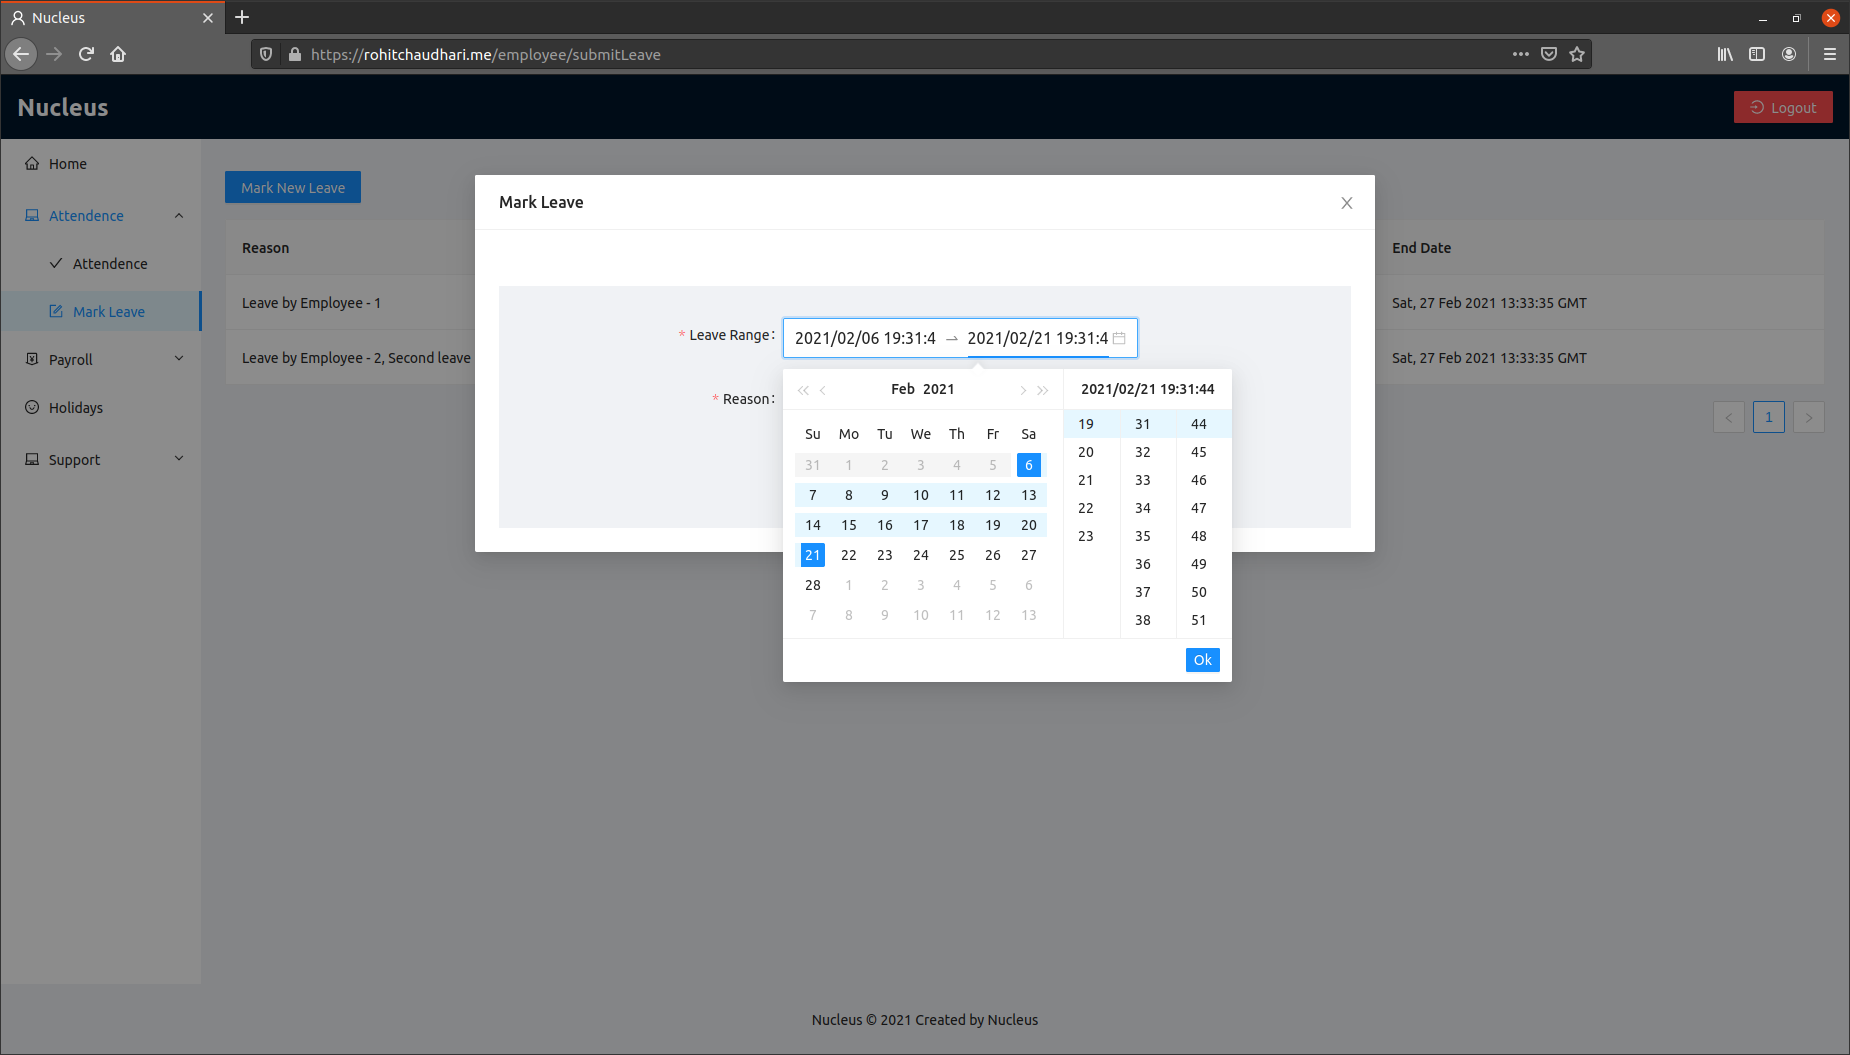 Nucleus
https://rohitchaudhari.me/employee/submitLeave
Nucleus
Logout
Home
Attendence
Attendence
Mark Leave
Payroll
Holidays
Support
Mark New Leave
Reason
End Date
Leave by Employee - 1
Sat, 27 Feb 2021 13:33:35 GMT
Leave by Employee - 2, Second leave
Sat, 27 Feb 2021 13:33:35 GMT
1
Mark Leave
* Leave Range:
2021/02/06 19:31:4
2021/02/21 19:31:4
* Reason:
Feb 2021
Su Mo Tu We Th Fr Sa
31 1 2 3 4 5 6
7 8 9 10 11 12 13
14 15 16 17 18 19 20
21 22 23 24 25 26 27
28 1 2 3 4 5 6
7 8 9 10 11 12 13
2021/02/21 19:31:44
19 31 44
20 32 45
21 33 46
22 34 47
23 35 48
36 49
37 50
38 51
Ok
Nucleus © 2021 Created by Nucleus